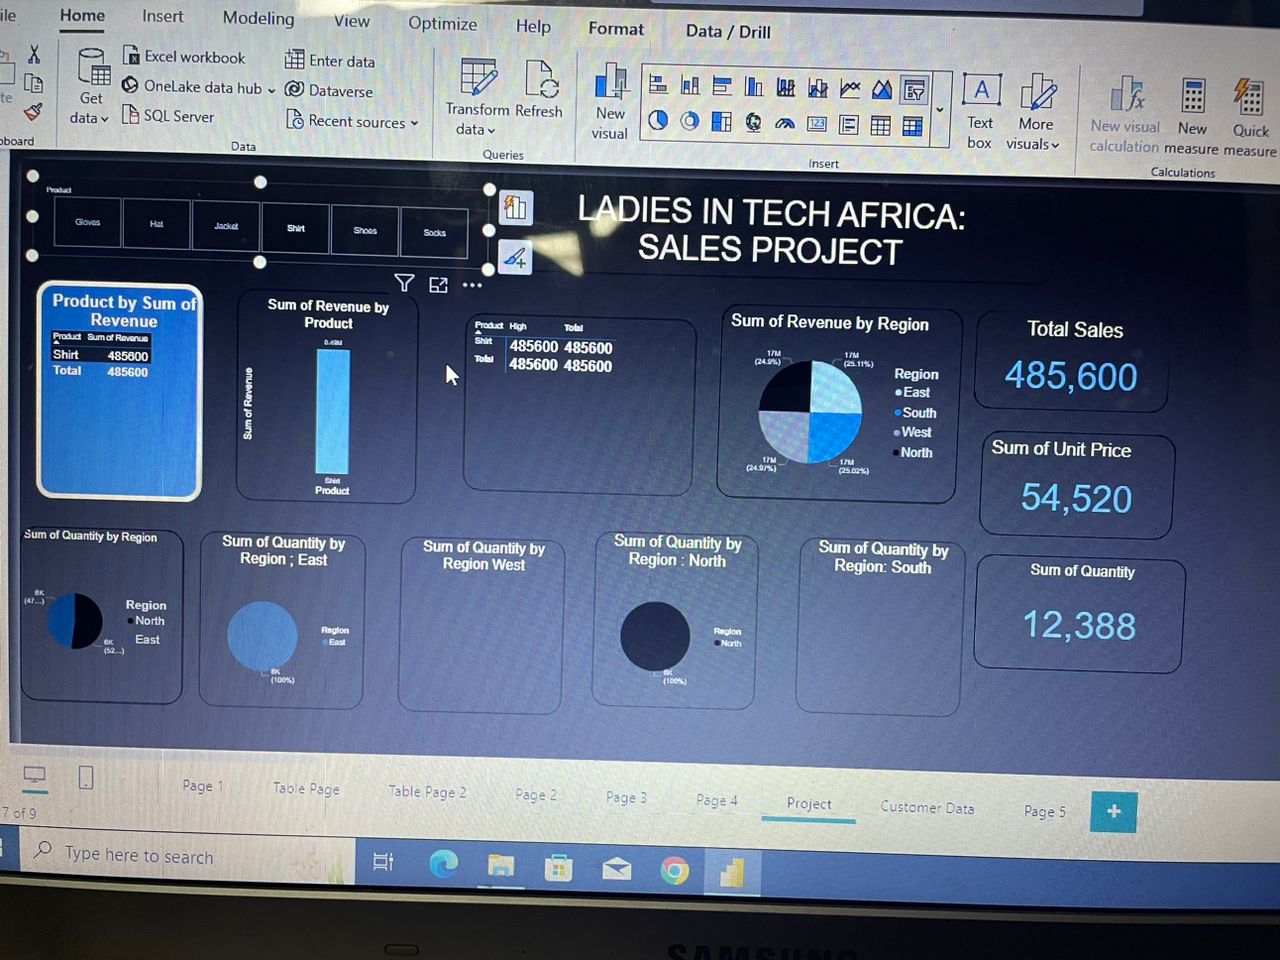 Home Insert Modeling View Optimize Help Format Data / Drill
Excel workbook
OneLake data hub
SQL Server
Get
data
Enter data
Dataverse
Recent sources
Data
Transform
data
Refresh
Queries
New
visual
123
Insert
A
Text
box
More
visuals
fx
New visual
calculation
New
measure
Quick
measure
Calculations
Product
Gloves Hat Jacket Shirt Shoes Socks
LADIES IN TECH AFRICA:
SALES PROJECT
Product by Sum of
Revenue
Product Sum of Revenue
Shirt 485600
Total 485600
Sum of Revenue by
Product
0.49M
Sum of Revenue
Shirt
Product
Product High Total
Shirt 485600 485600
Total 485600 485600
Sum of Revenue by Region
17M
(24.9%)
17M
(25.11%)
17M
(24.97%)
17M
(25.02%)
Region
East
South
West
North
Total Sales
485,600
Sum of Unit Price
54,520
Sum of Quantity by Region
6K
(47...)
6K
(52...)
Region
North
East
Sum of Quantity by
Region ; East
6K
(100%)
Region
East
Sum of Quantity by
Region West
Sum of Quantity by
Region : North
6K
(100%)
Region
North
Sum of Quantity by
Region: South
Sum of Quantity
12,388
Page 1 Table Page Table Page 2 Page 2 Page 3 Page 4 Project Customer Data Page 5 +
7 of 9
Type here to search
SAMSUNG